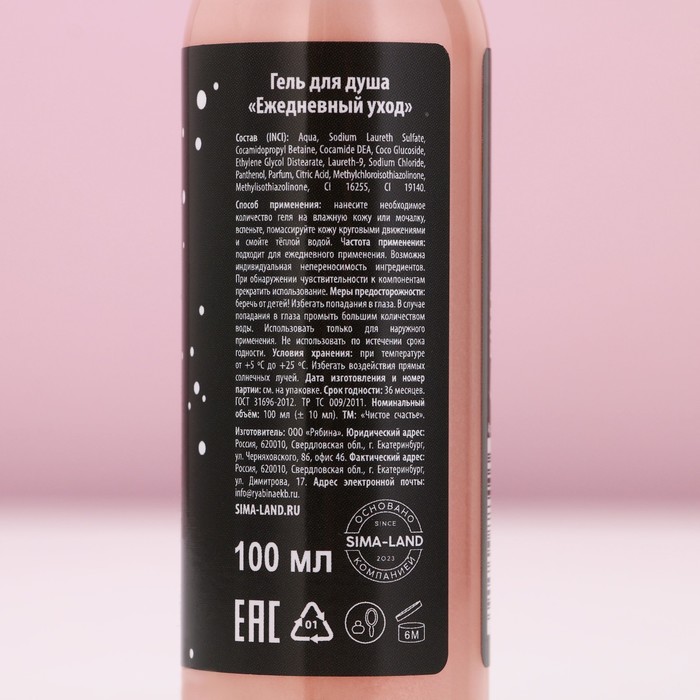 Гель для душа
«Ежедневный уход»
Состав (INCI): Aqua, Sodium Laureth Sulfate,
Cocamidopropyl Betaine, Cocamide DEA, Coco Glucoside,
Ethylene Glycol Distearate, Laureth-9, Sodium Chloride,
Panthenol, Parfum, Citric Acid, Methylchloroisothiazolinone,
Methylisothiazolinone, CI 16255, CI 19140.
Способ применения: нанесите необходимое
количество геля на влажную кожу или мочалку,
вспеньте, помассируйте кожу круговыми движениями
и смойте тёплой водой. Частота применения:
подходит для ежедневного применения. Возможна
индивидуальная непереносимость ингредиентов.
При обнаружении чувствительности к компонентам
прекратить использование. Меры предосторожности:
беречь от детей! Избегать попадания в глаза. В случае
попадания в глаза промыть большим количеством
воды. Использовать только для наружного
применения. Не использовать по истечении срока
годности. Условия хранения: при температуре
от +5 ºС до +25 ºС. Избегать воздействия прямых
солнечных лучей. Дата изготовления и номер
партии: см. на упаковке. Срок годности: 36 месяцев.
ГОСТ 31696-2012. ТР ТС 009/2011. Номинальный
объём: 100 мл (± 10 мл). ТМ: «Чистое счастье».
Изготовитель: ООО «Рябина». Юридический адрес:
Россия, 620010, Свердловская обл., г. Екатеринбург,
ул. Черняховского, 86, офис 46. Фактический адрес:
Россия, 620010, Свердловская обл., г. Екатеринбург,
ул. Димитрова, 17. Адрес электронной почты:
info@ryabinaekb.ru.
SIMA-LAND.RU
ОСНОВАНО
SINCE
SIMA-LAND
2023
КОМПАНИЕЙ
100 мл
EAC
01
6M